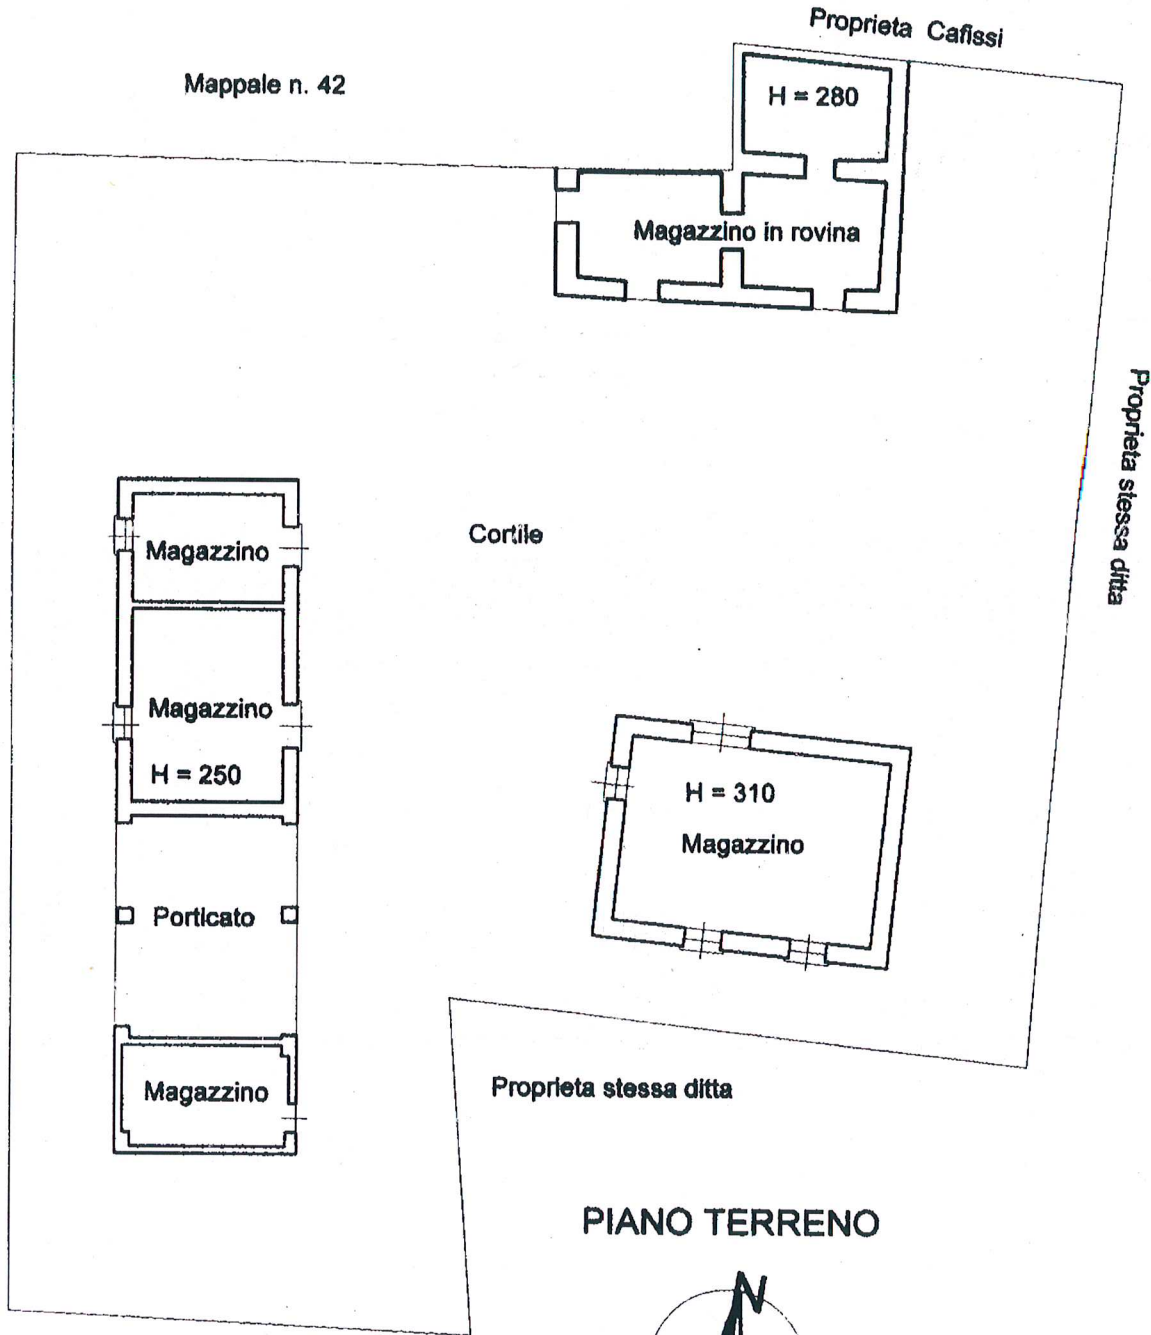 Proprieta Cafissi
Mappale n. 42
H = 280
Magazzino in rovina
Proprieta stessa ditta
Cortile
Magazzino
Magazzino
H = 250
H = 310
Magazzino
Porticato
Magazzino
Proprieta stessa ditta
PIANO TERRENO
N